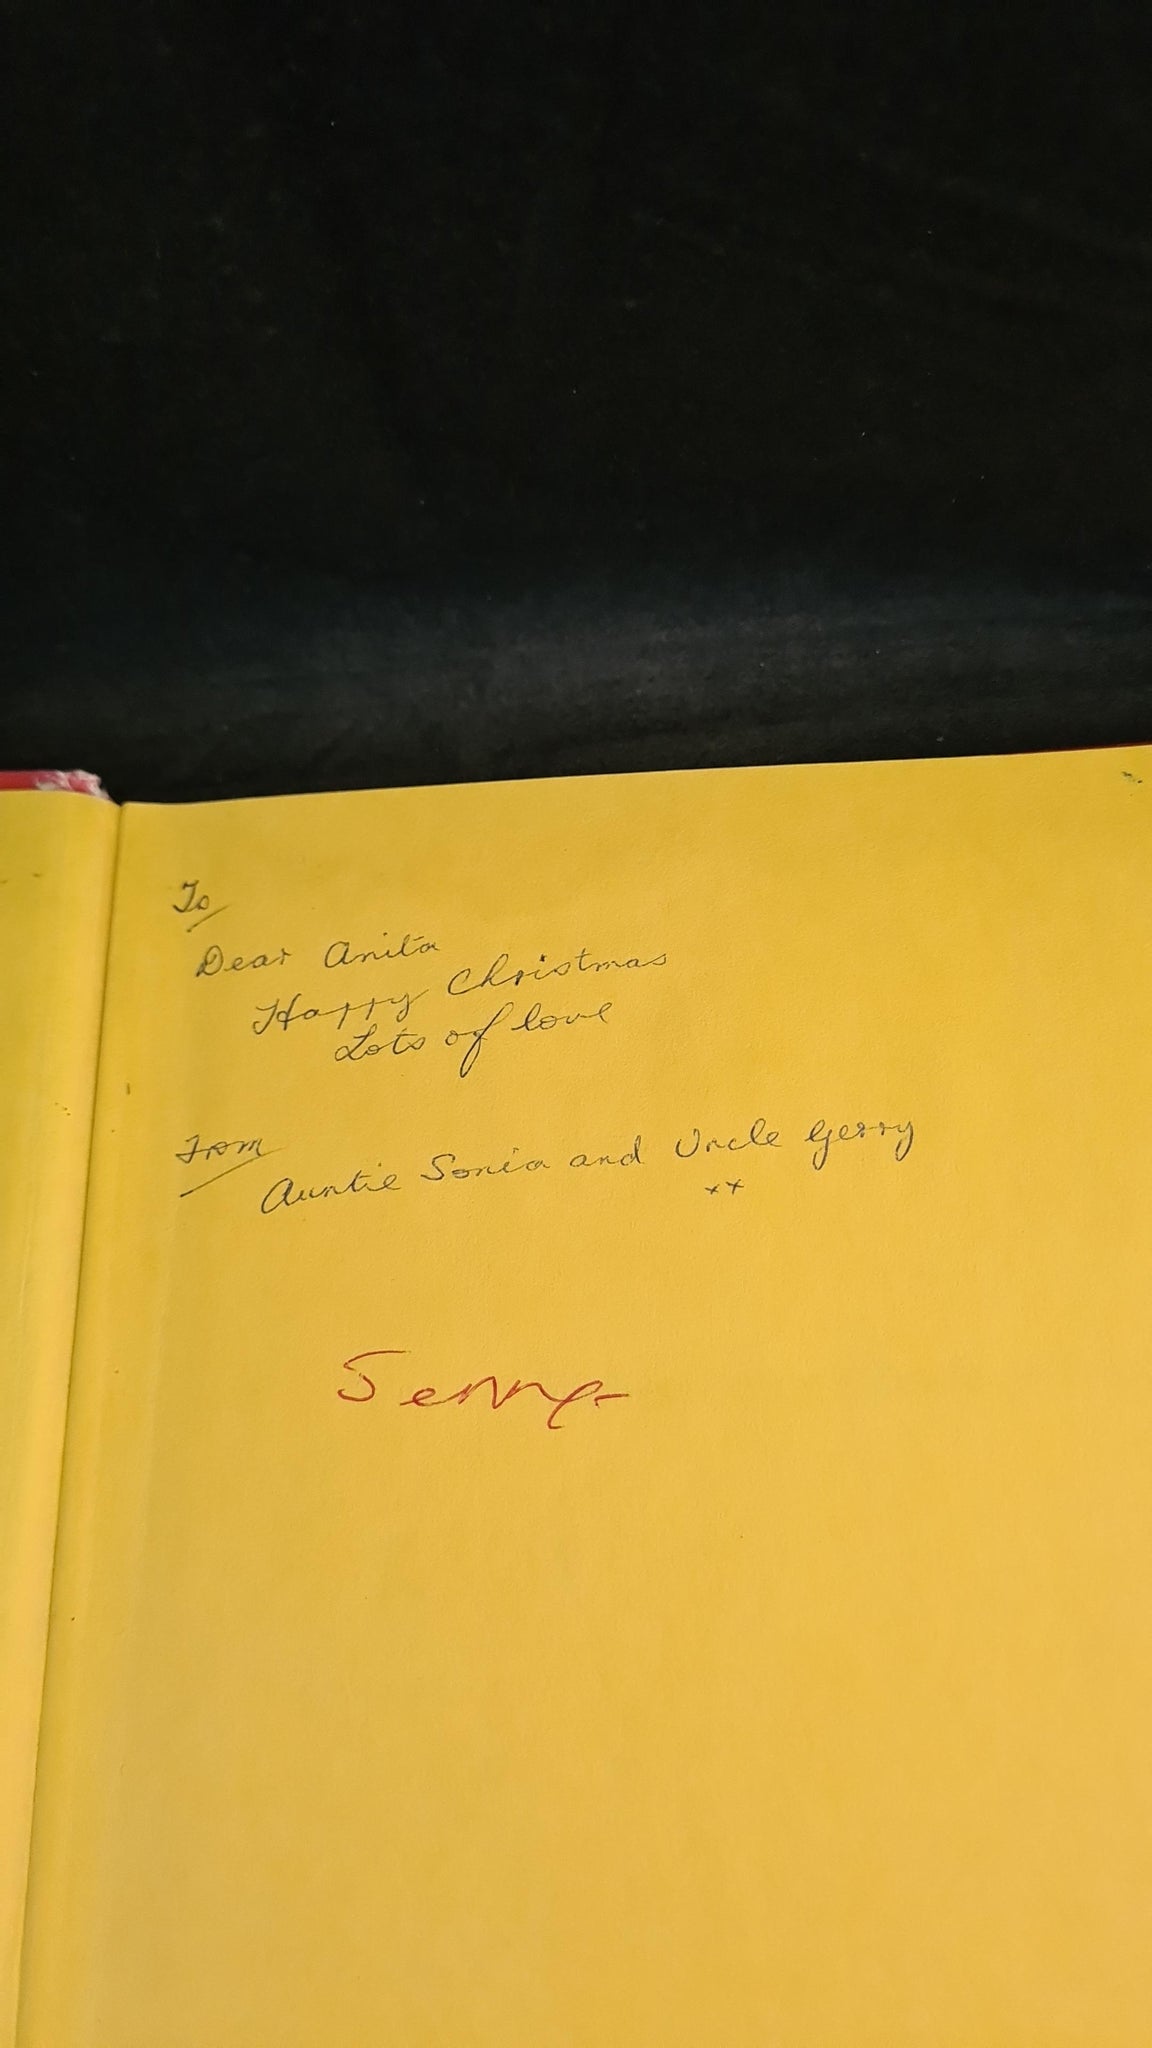 To
Dear Anita
Happy Christmas
Lots of love
From
Auntie Sonia and Uncle Gerry
xx